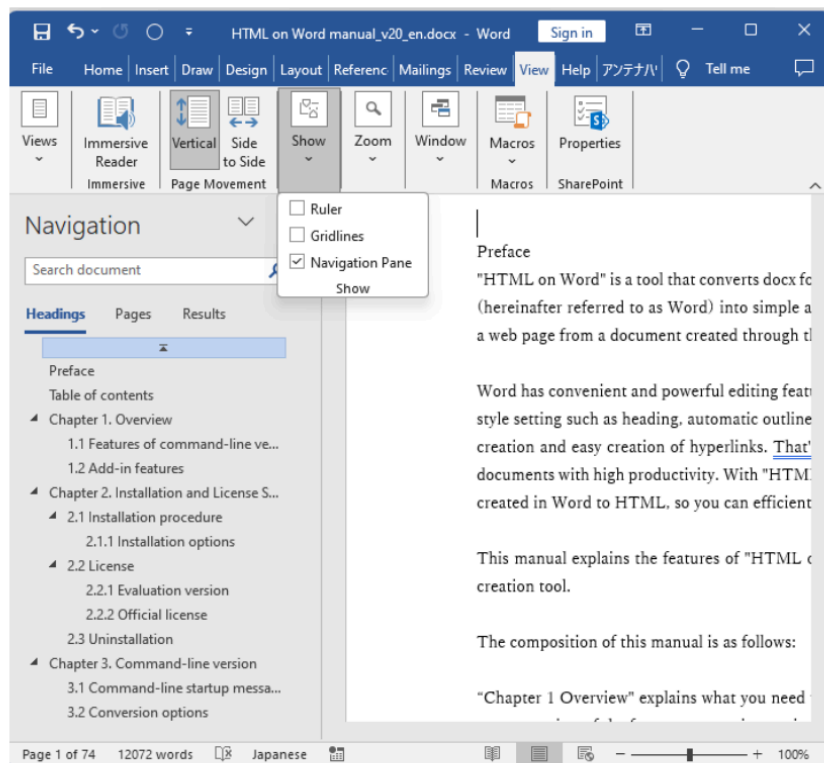 HTML on Word manual_v20_en.docx - Word Sign in
File Home Insert Draw Design Layout Referenc Mailings Review View Help アンテナハ Tell me
Views
Immersive Reader
Immersive
Vertical
Side to Side
Page Movement
Show
Zoom
Window
Macros
Macros
Properties
SharePoint
Ruler
Gridlines
Navigation Pane
Show
Navigation
Search document
Headings Pages Results
Preface
Table of contents
Chapter 1. Overview
1.1 Features of command-line ve...
1.2 Add-in features
Chapter 2. Installation and License S...
2.1 Installation procedure
2.1.1 Installation options
2.2 License
2.2.1 Evaluation version
2.2.2 Official license
2.3 Uninstallation
Chapter 3. Command-line version
3.1 Command-line startup messa...
3.2 Conversion options
Preface
"HTML on Word" is a tool that converts docx fo
(hereinafter referred to as Word) into simple a
a web page from a document created through t
Word has convenient and powerful editing feat
style setting such as heading, automatic outline
creation and easy creation of hyperlinks. That'
documents with high productivity. With "HTM
created in Word to HTML, so you can efficient
This manual explains the features of "HTML
creation tool.
The composition of this manual is as follows:
"Chapter 1 Overview" explains what you need
Page 1 of 74 12072 words Japanese 100%